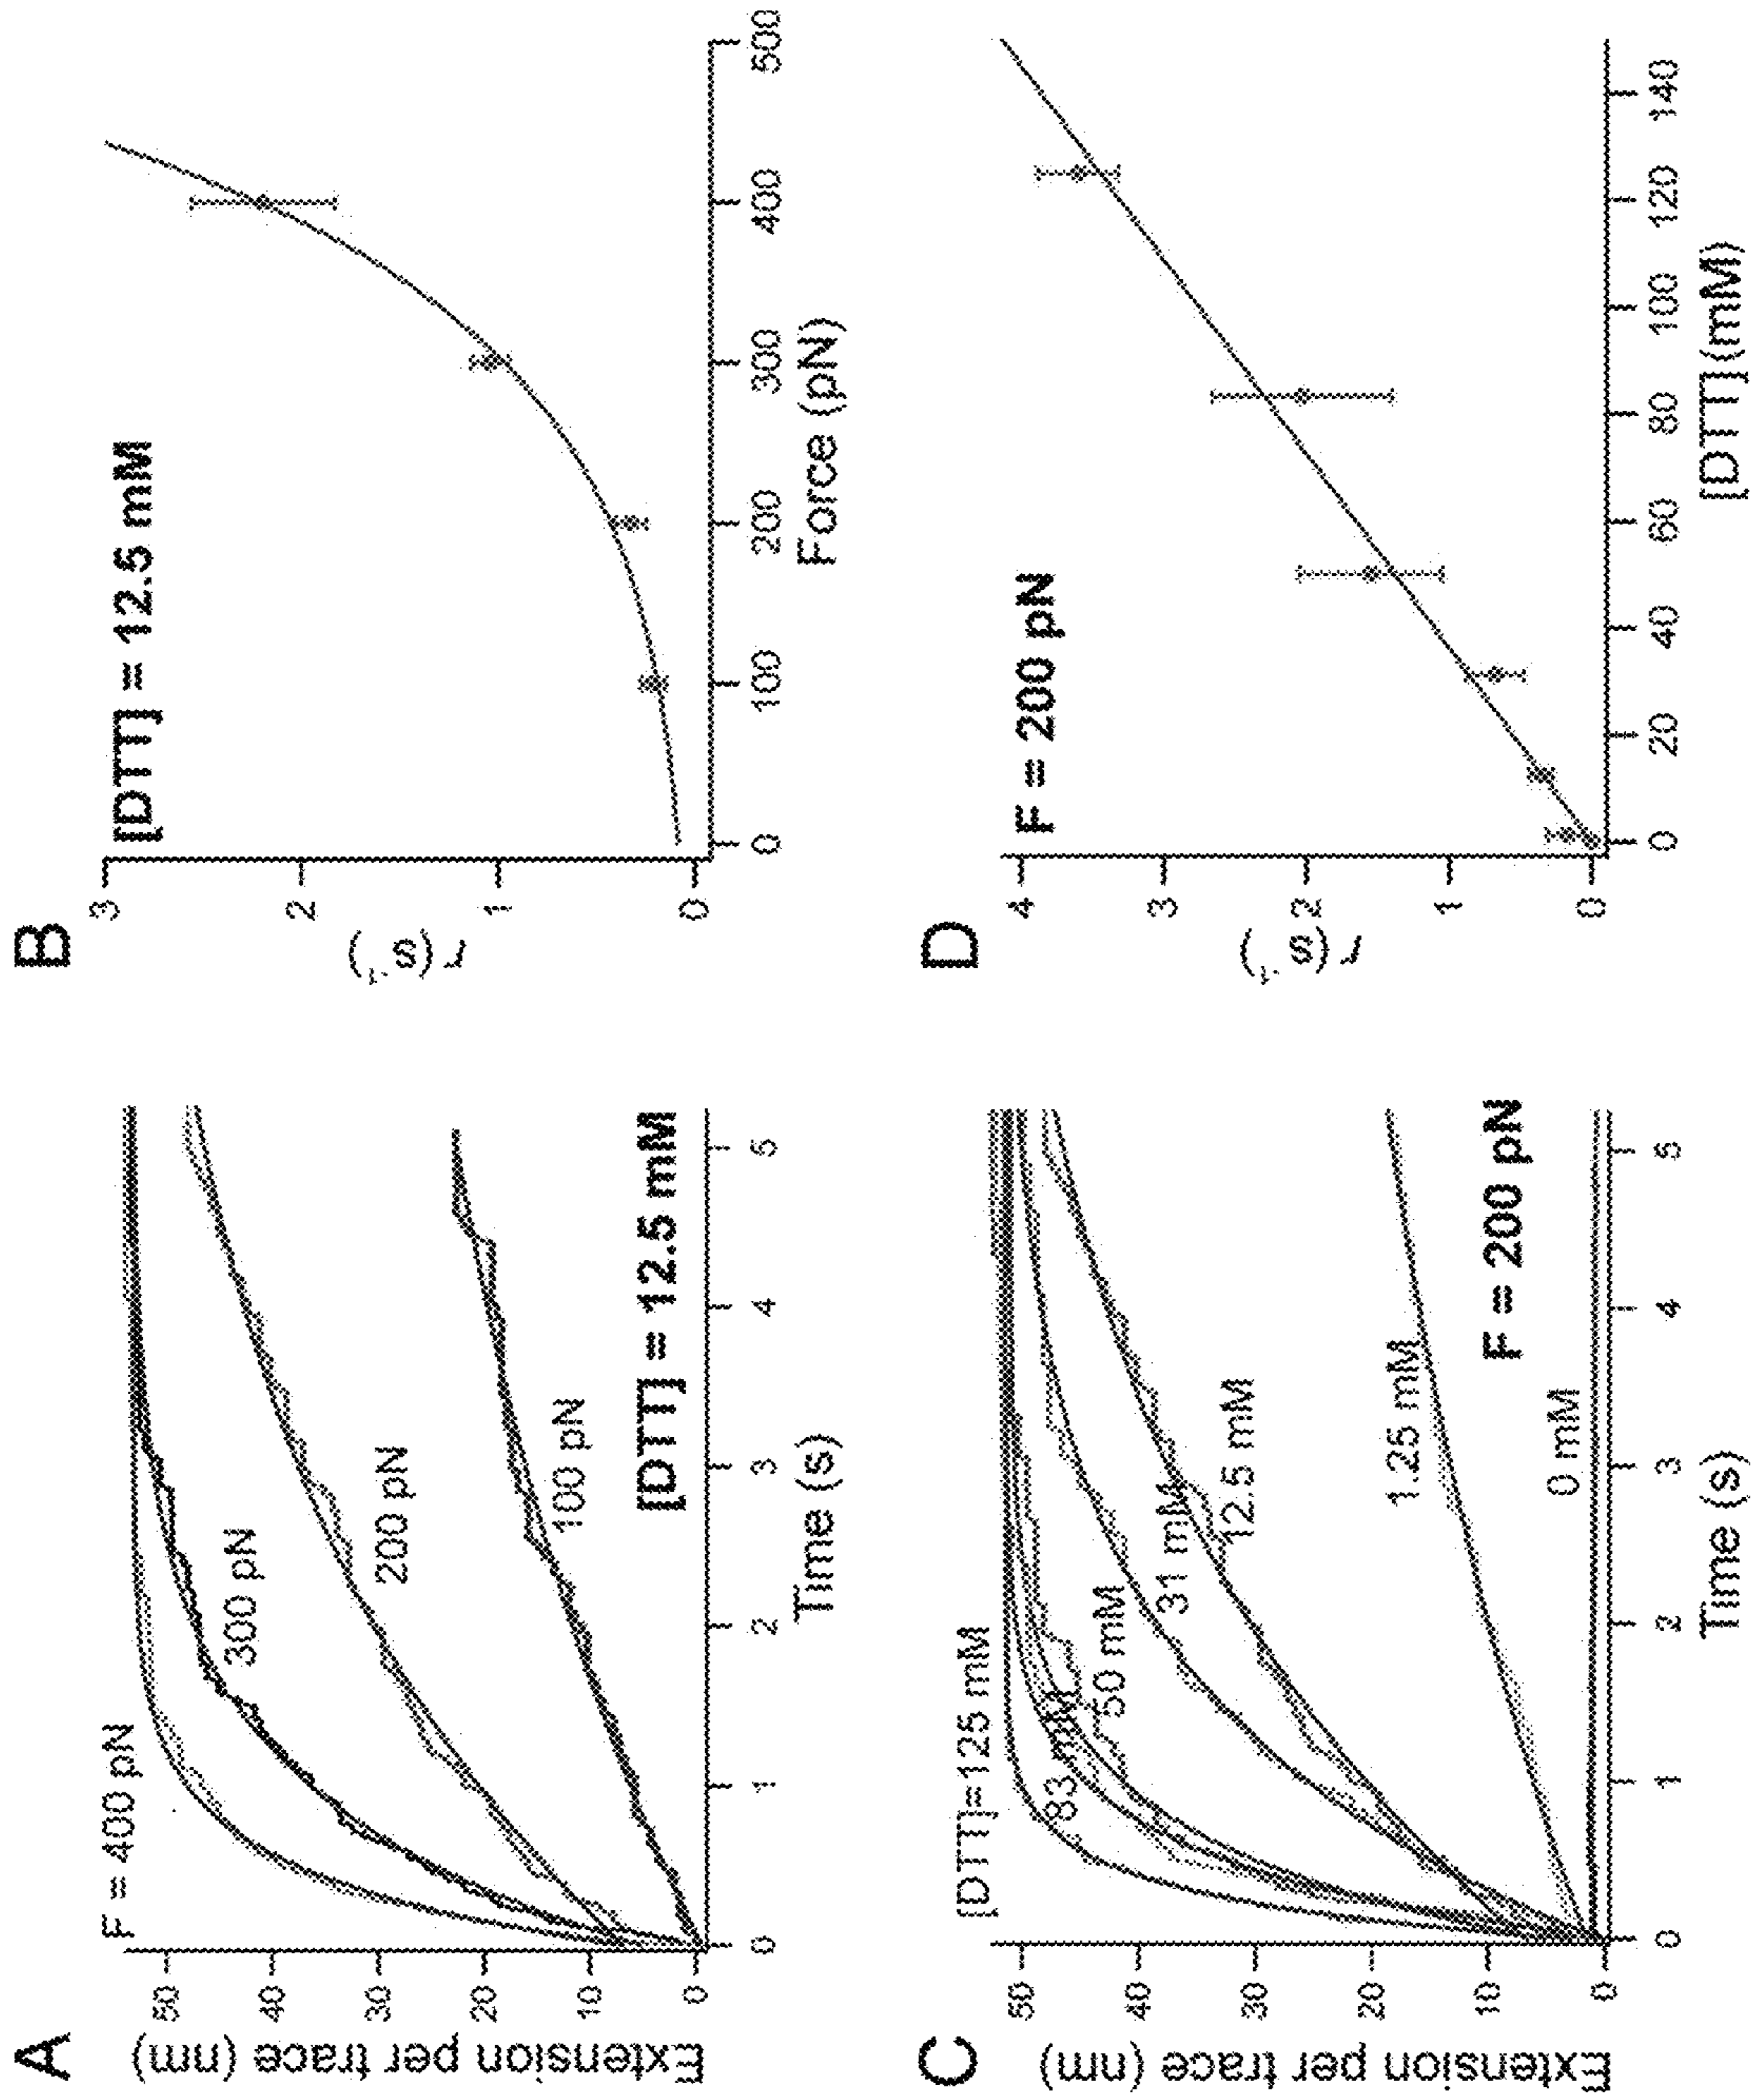 A
Extension per trace (nm)
50
40
30
20
10
0
F = 400 pN
300 pN
200 pN
100 pN
[DTT] = 12.5 mM
0
1
2
3
4
5
Time (s)
B
r(s⁻¹)
3
2
1
0
[DTT] = 12.5 mM
0
100
200
300
400
500
Force (pN)
C
Extension per trace (nm)
50
40
30
20
10
0
[DTT]=125 mM
83 mM
50 mM
31 mM
12.5 mM
1.25 mM
0 mM
F = 200 pN
0
1
2
3
4
5
Time (s)
D
r(s⁻¹)
4
3
2
1
0
F = 200 pN
0
20
40
60
80
100
120
140
[DTT] (mM)